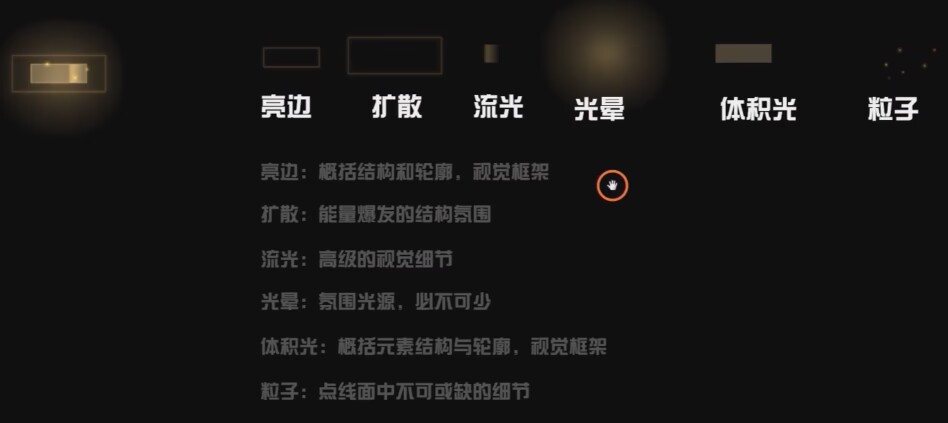 亮边 扩散 流光 光晕 体积光 粒子
亮边：概括结构和轮廓，视觉框架
扩散：能量爆发的结构氛围
流光：高级的视觉细节
光晕：氛围光源，必不可少
体积光：概括元素结构与轮廓，视觉框架
粒子：点线面中不可或缺的细节